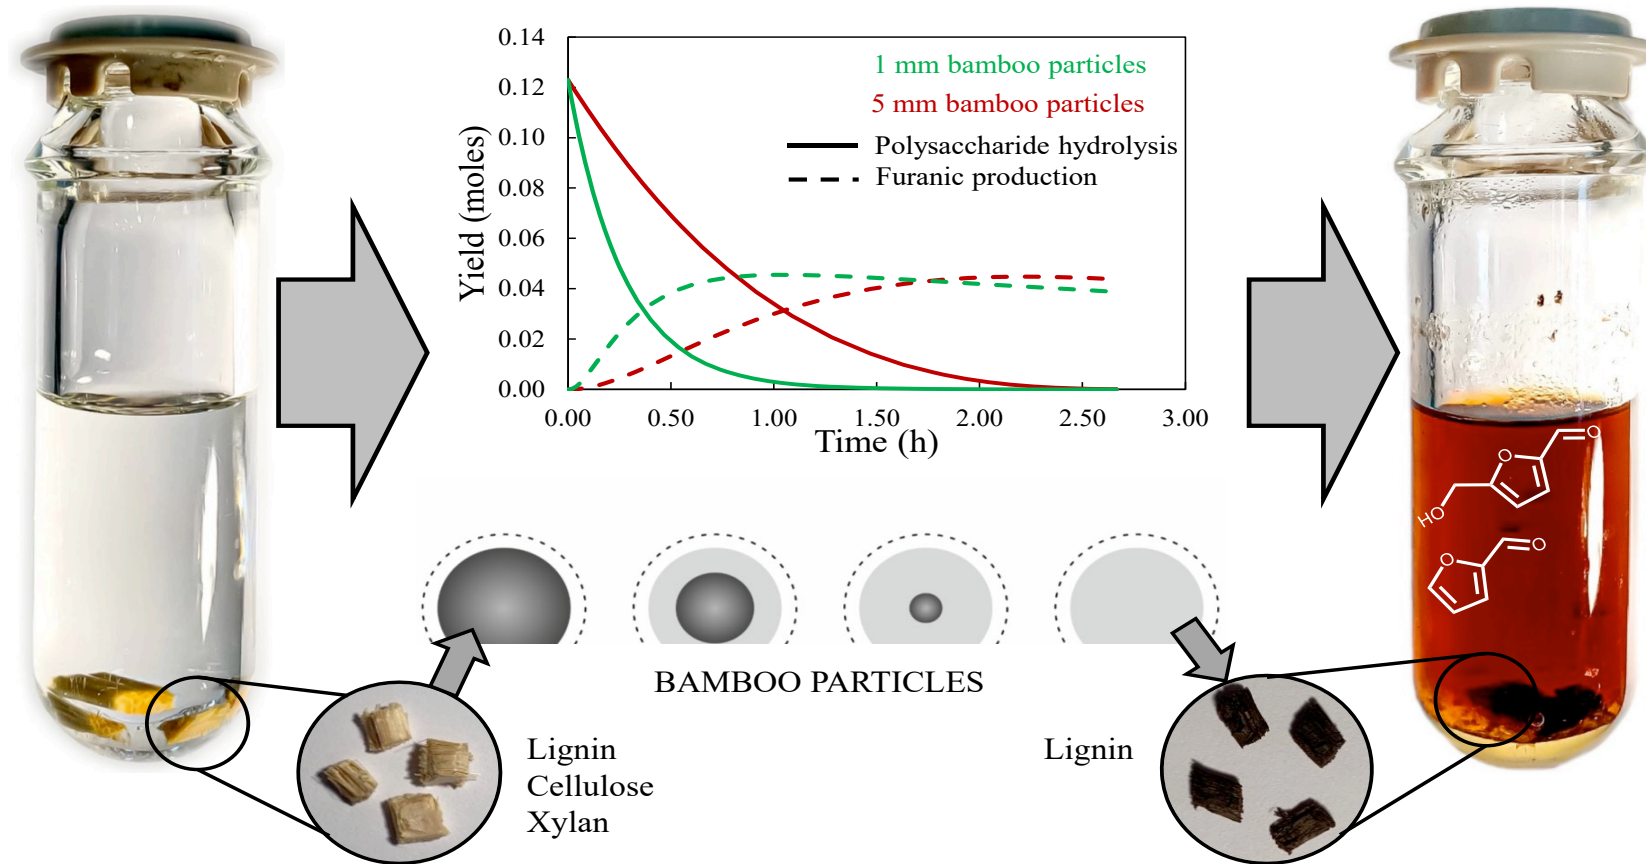 0.14
0.12
0.10
0.08
0.06
0.04
0.02
0.00
Yield (moles)
1 mm bamboo particles
5 mm bamboo particles
Polysaccharide hydrolysis
Furanic production
0.00 0.50 1.00 1.50 2.00 2.50 3.00
Time (h)
O
O
HO
O
O
BAMBOO PARTICLES
Lignin
Cellulose
Xylan
Lignin